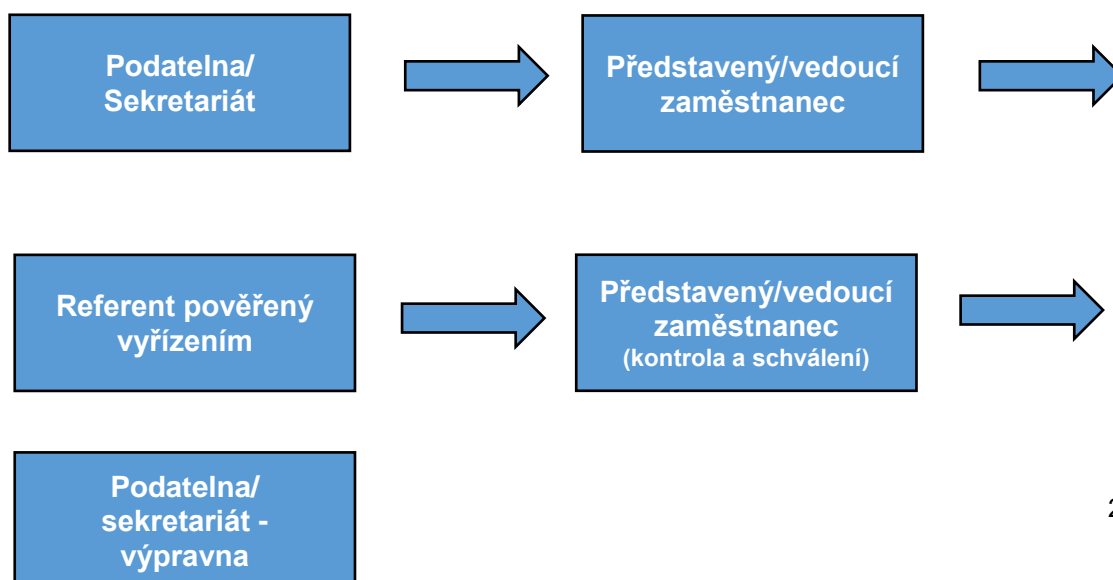 Podatelna/
Sekretariát
Představený/vedoucí
zaměstnanec
Referent pověřený
vyřízením
Představený/vedoucí
zaměstnanec
(kontrola a schválení)
Podatelna/
sekretariát -
výpravna